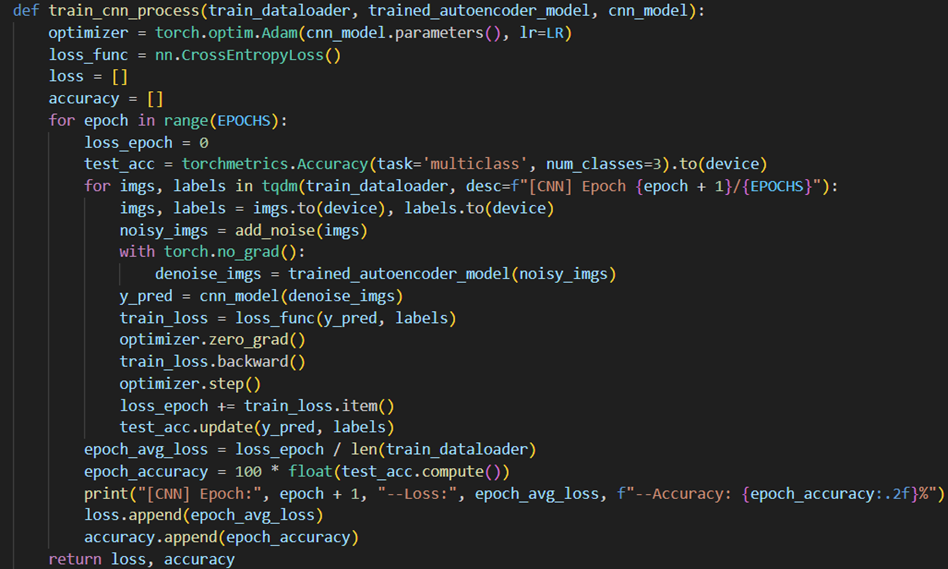 def train_cnn_process(train_dataloader, trained_autoencoder_model, cnn_model):
    optimizer = torch.optim.Adam(cnn_model.parameters(), lr=LR)
    loss_func = nn.CrossEntropyLoss()
    loss = []
    accuracy = []
    for epoch in range(EPOCHS):
        loss_epoch = 0
        test_acc = torchmetrics.Accuracy(task='multiclass', num_classes=3).to(device)
        for imgs, labels in tqdm(train_dataloader, desc=f"[CNN] Epoch {epoch + 1}/{EPOCHS}"):
            imgs, labels = imgs.to(device), labels.to(device)
            noisy_imgs = add_noise(imgs)
            with torch.no_grad():
                denoise_imgs = trained_autoencoder_model(noisy_imgs)
            y_pred = cnn_model(denoise_imgs)
            train_loss = loss_func(y_pred, labels)
            optimizer.zero_grad()
            train_loss.backward()
            optimizer.step()
            loss_epoch += train_loss.item()
            test_acc.update(y_pred, labels)
        epoch_avg_loss = loss_epoch / len(train_dataloader)
        epoch_accuracy = 100 * float(test_acc.compute())
        print("[CNN] Epoch:", epoch + 1, "--Loss:", epoch_avg_loss, f"--Accuracy: {epoch_accuracy:.2f}%")
        loss.append(epoch_avg_loss)
        accuracy.append(epoch_accuracy)
    return loss, accuracy